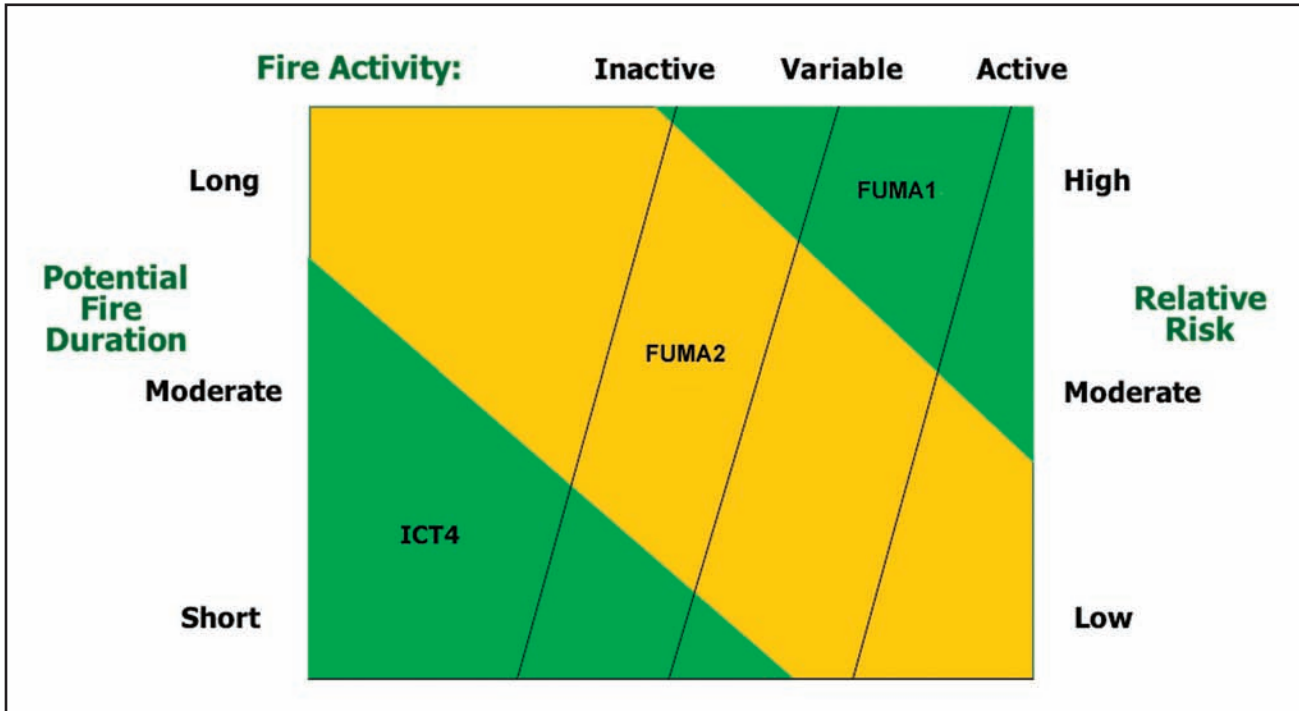 Fire Activity: Inactive Variable Active
Long
High
FUMA1
Potential
Fire
Duration
Relative
Risk
FUMA2
Moderate
Moderate
ICT4
Short
Low